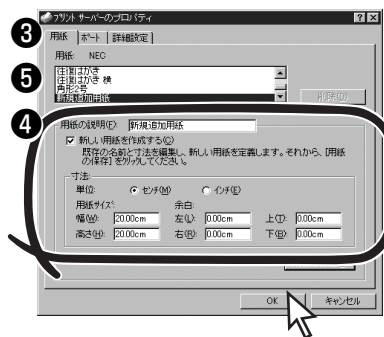 プリント サーバーのプロパティ
❸
用紙 ポート 詳細設定
用紙: NEC
❺
往復はがき
往復はがき 横
角形2号
新規追加用紙
削除(D)
❹
用紙の説明(F): 新規追加用紙
新しい用紙を作成する(C)
既存の名前と寸法を編集し、新しい用紙を定義します。それから、[用紙
の保存] をクリックしてください。
寸法:
単位: センチ(M) インチ(E)
用紙サイズ: 余白:
幅(W): 20.00cm 左(L): 0.00cm 上(T): 0.00cm
高さ(H): 20.00cm 右(R): 0.00cm 下(B): 0.00cm
OK キャンセル